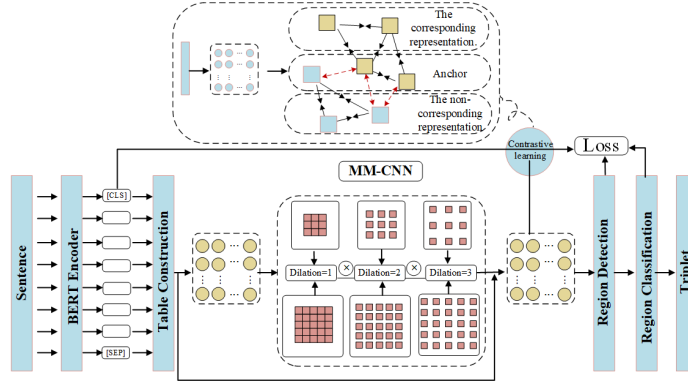 The
corresponding
representation.
Anchor
The non-
corresponding
representation
Contrastive
learning
Loss
MM-CNN
Sentence
BERT Encoder
[CLS]
[SEP]
Table Construction
Dilation=1
Dilation=2
Dilation=3
Region Detection
Region Classification
Triplet